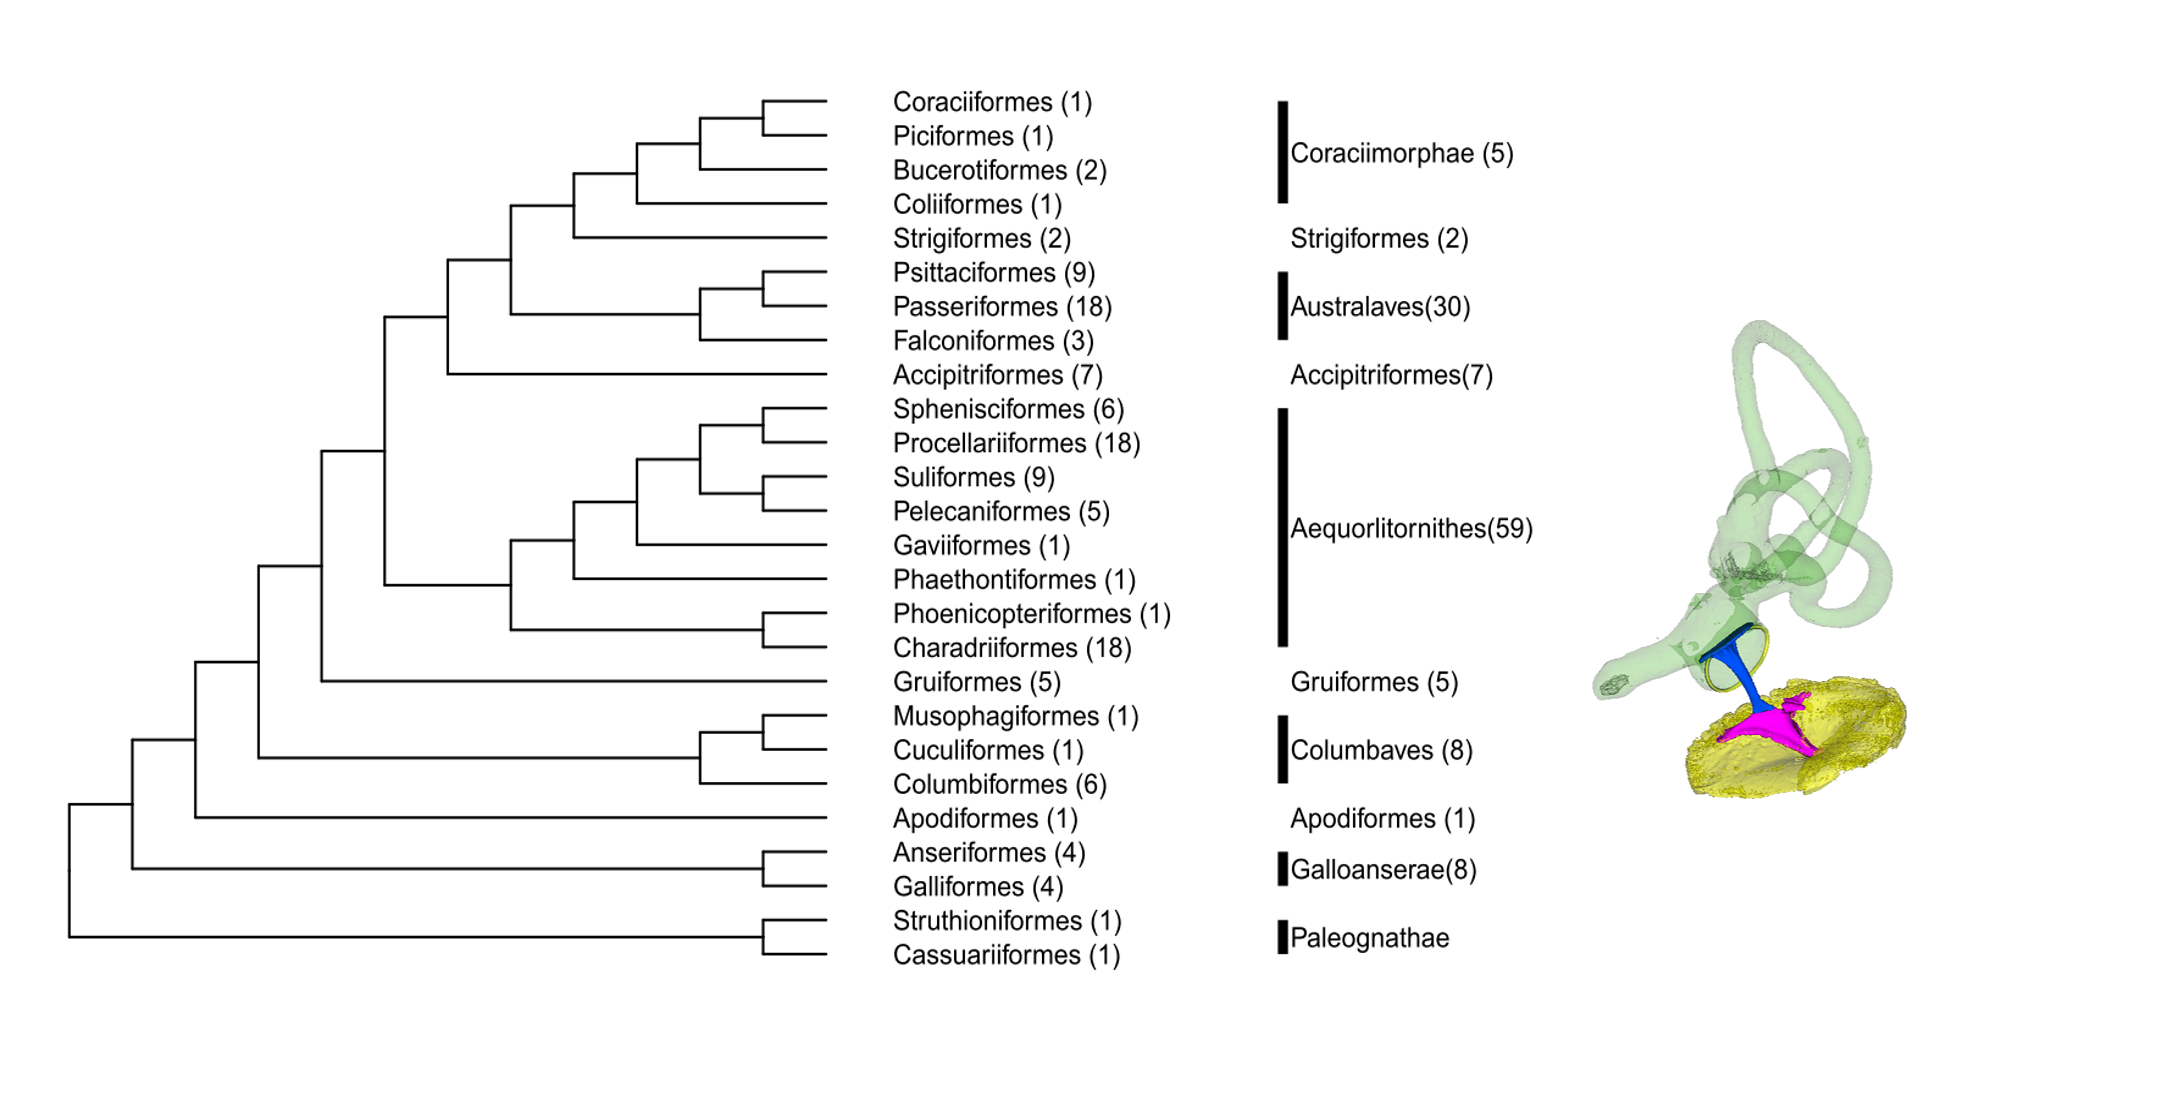 Coraciiformes (1)
Piciformes (1)
Bucerotiformes (2)
Coliiformes (1)
Strigiformes (2)
Psittaciformes (9)
Passeriformes (18)
Falconiformes (3)
Accipitriformes (7)
Sphenisciformes (6)
Procellariiformes (18)
Suliformes (9)
Pelecaniformes (5)
Gaviiformes (1)
Phaethontiformes (1)
Phoenicopteriformes (1)
Charadriiformes (18)
Gruiformes (5)
Musophagiformes (1)
Cuculiformes (1)
Columbiformes (6)
Apodiformes (1)
Anseriformes (4)
Galliformes (4)
Struthioniformes (1)
Cassuariiformes (1)
Coraciimorphae (5)
Strigiformes (2)
Australaves(30)
Accipitriformes(7)
Aequorlitornithes(59)
Gruiformes (5)
Columbaves (8)
Apodiformes (1)
Galloanserae(8)
Paleognathae